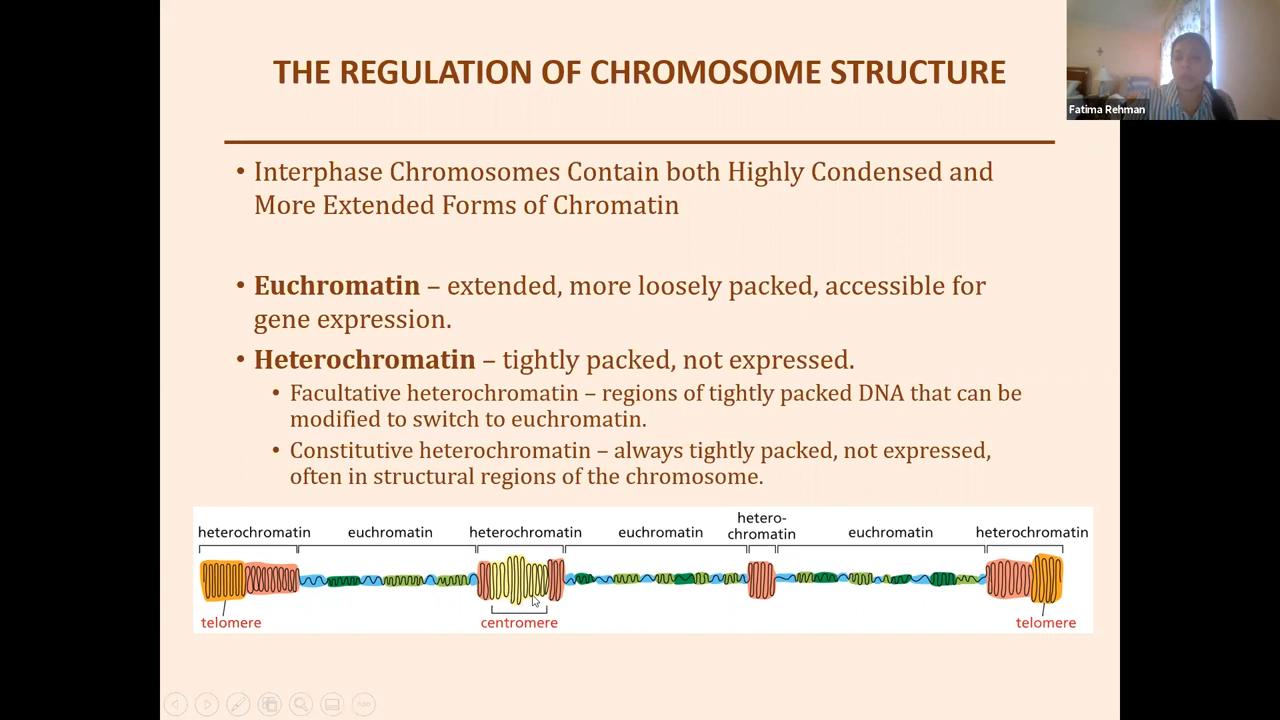 THE REGULATION OF CHROMOSOME STRUCTURE
Fatima Rehman
• Interphase Chromosomes Contain both Highly Condensed and
More Extended Forms of Chromatin
• Euchromatin – extended, more loosely packed, accessible for
gene expression.
• Heterochromatin – tightly packed, not expressed.
• Facultative heterochromatin – regions of tightly packed DNA that can be
modified to switch to euchromatin.
• Constitutive heterochromatin – always tightly packed, not expressed,
often in structural regions of the chromosome.
heterochromatin euchromatin heterochromatin euchromatin hetero-
chromatin euchromatin heterochromatin
telomere centromere telomere